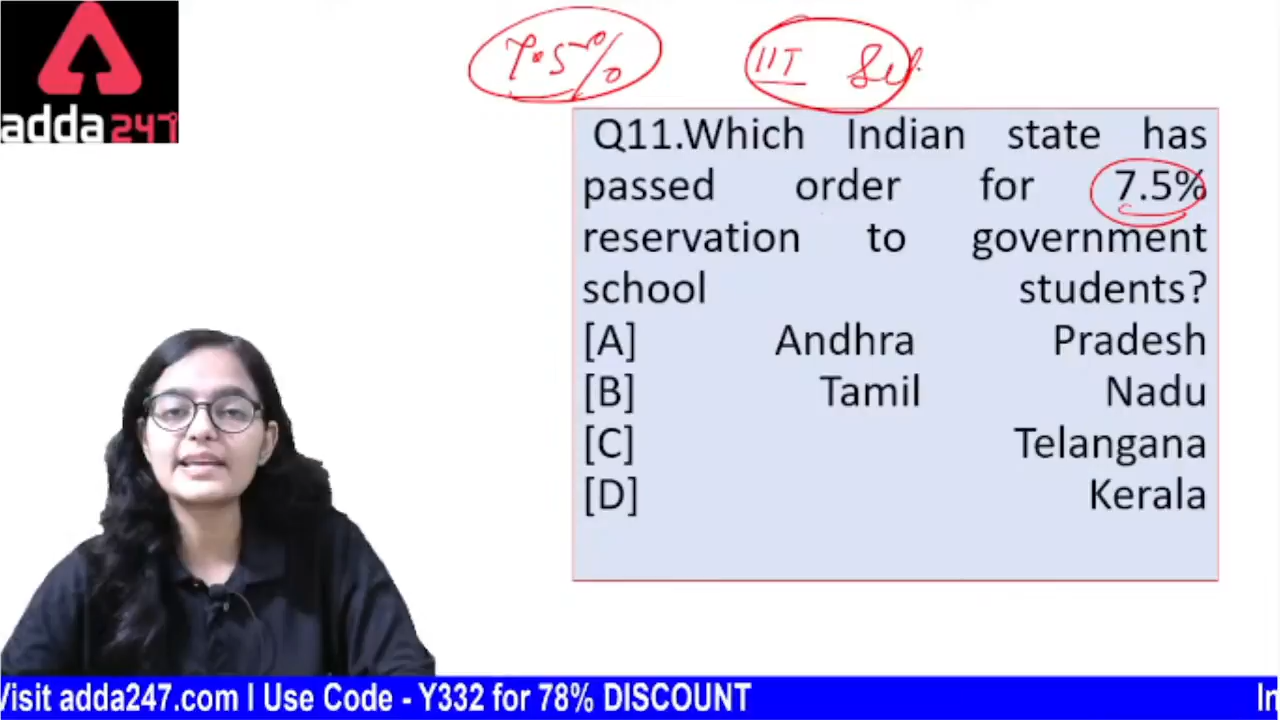 adda247
7.5%
IIT
Q11.Which Indian state has
passed order for 7.5%
reservation to government
school students?
[A] Andhra Pradesh
[B] Tamil Nadu
[C] Telangana
[D] Kerala
Visit adda247.com I Use Code - Y332 for 78% DISCOUNT